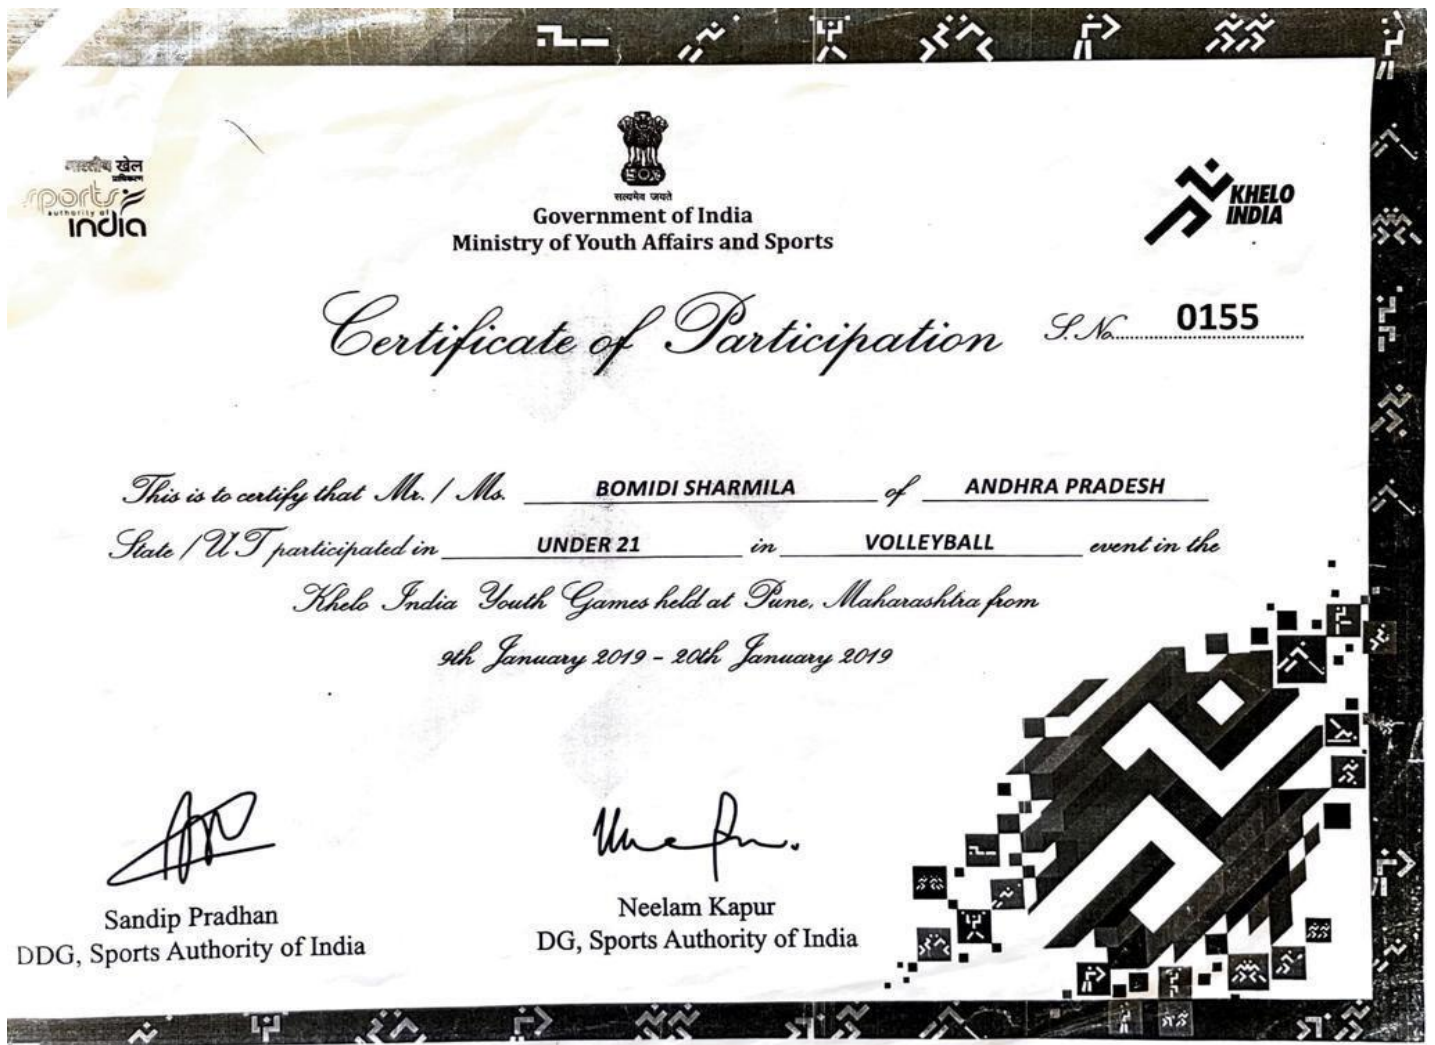 भारतीय खेल
प्राधिकरण
sports
authority of
india
सत्यमेव जयते
Government of India
Ministry of Youth Affairs and Sports
KHELO
INDIA
Certificate of Participation
S. No. 0155
This is to certify that Mr. / Ms. BOMIDI SHARMILA of ANDHRA PRADESH
State / UT participated in UNDER 21 in VOLLEYBALL event in the
Khelo India Youth Games held at Pune, Maharashtra from
9th January 2019 - 20th January 2019
Sandip Pradhan
DDG, Sports Authority of India
Neelam Kapur
DG, Sports Authority of India